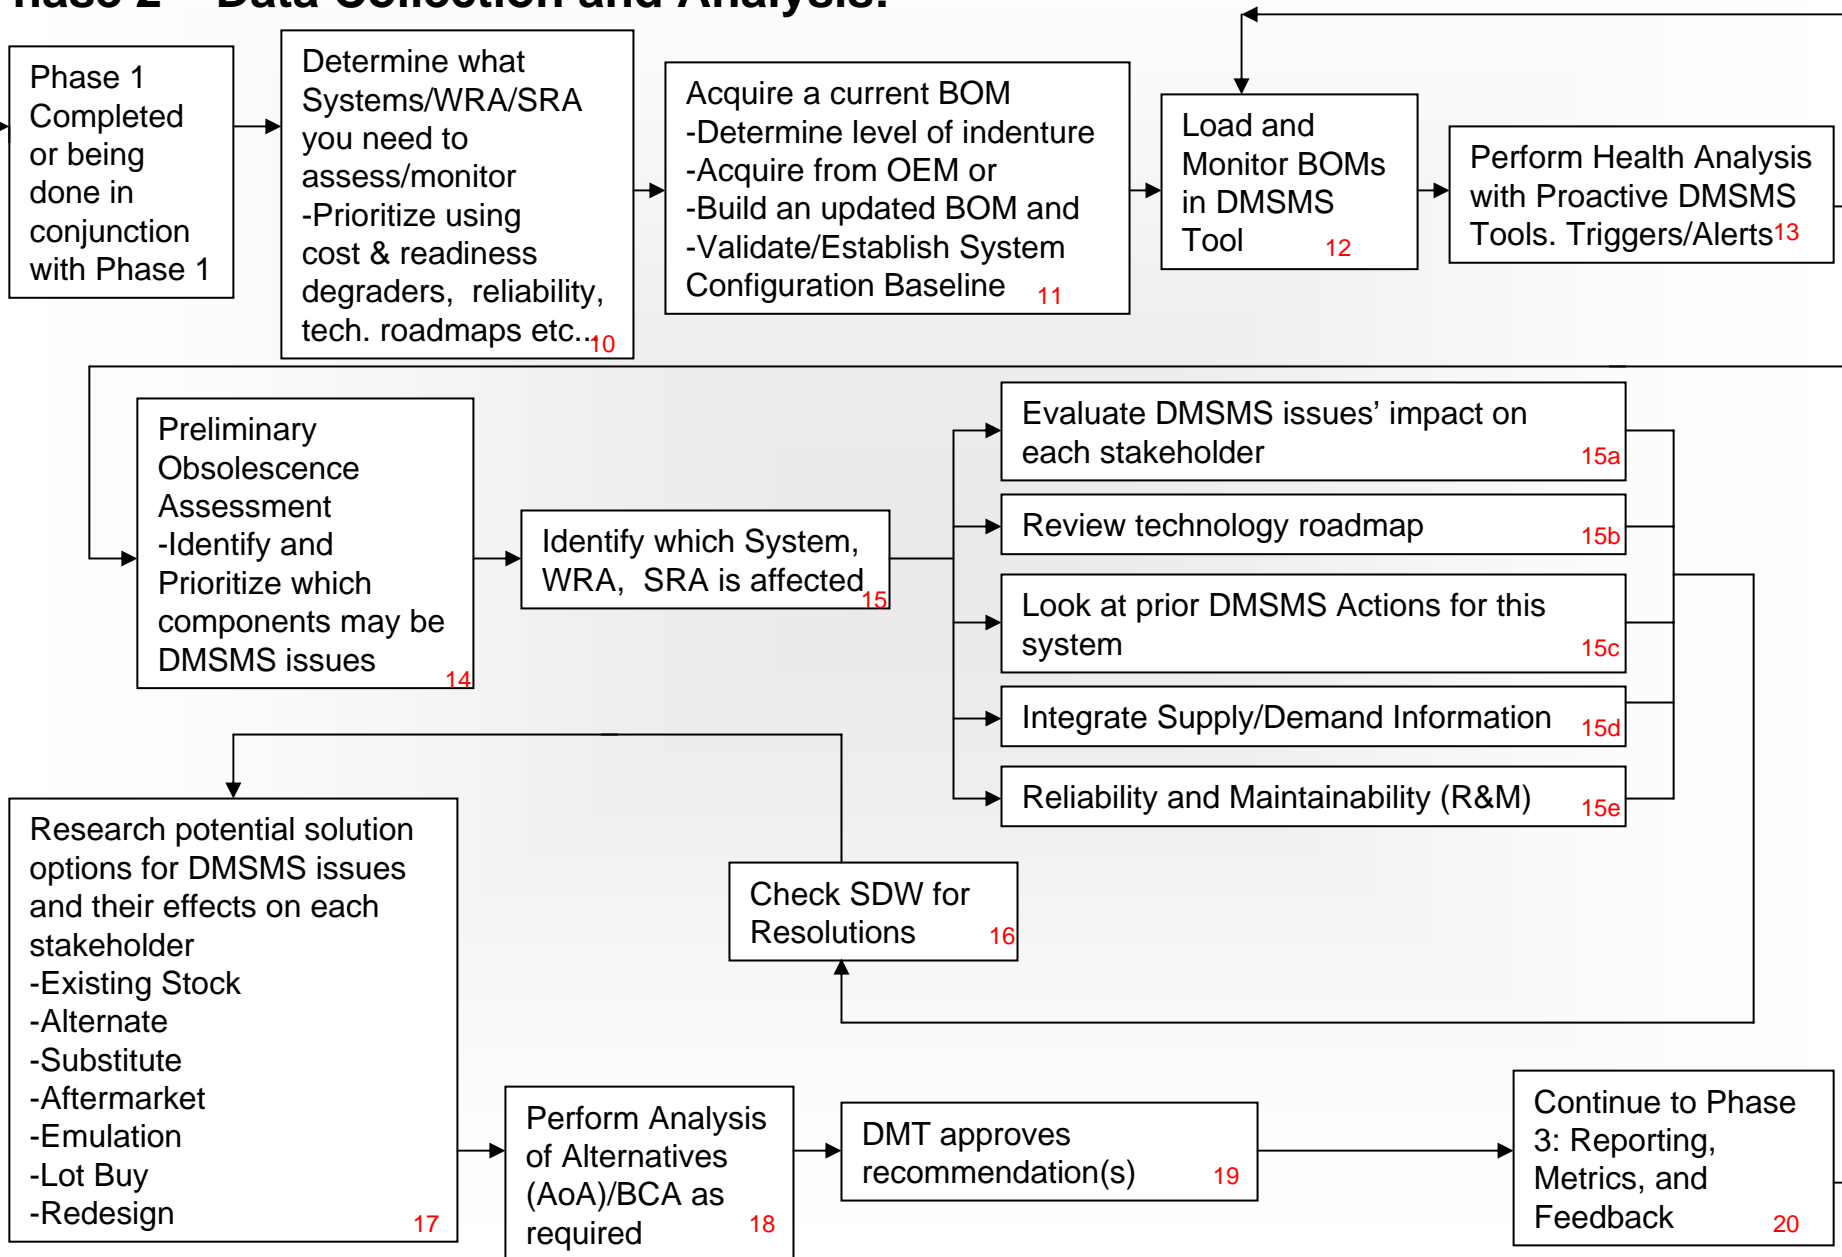 hase 2 – Data Collection and Analysis:
Phase 1
Completed
or being
done in
conjunction
with Phase 1
Determine what
Systems/WRA/SRA
you need to
assess/monitor
-Prioritize using
cost & readiness
degraders, reliability,
tech. roadmaps etc...
10
Acquire a current BOM
-Determine level of indenture
-Acquire from OEM or
-Build an updated BOM and
-Validate/Establish System
Configuration Baseline
11
Load and
Monitor BOMs
in DMSMS
Tool
12
Perform Health Analysis
with Proactive DMSMS
Tools. Triggers/Alerts
13
Preliminary
Obsolescence
Assessment
-Identify and
Prioritize which
components may be
DMSMS issues
14
Identify which System,
WRA, SRA is affected
15
Evaluate DMSMS issues’ impact on
each stakeholder
15a
Review technology roadmap
15b
Look at prior DMSMS Actions for this
system
15c
Integrate Supply/Demand Information
15d
Reliability and Maintainability (R&M)
15e
Check SDW for
Resolutions
16
Research potential solution
options for DMSMS issues
and their effects on each
stakeholder
-Existing Stock
-Alternate
-Substitute
-Aftermarket
-Emulation
-Lot Buy
-Redesign
17
Perform Analysis
of Alternatives
(AoA)/BCA as
required
18
DMT approves
recommendation(s)
19
Continue to Phase
3: Reporting,
Metrics, and
Feedback
20